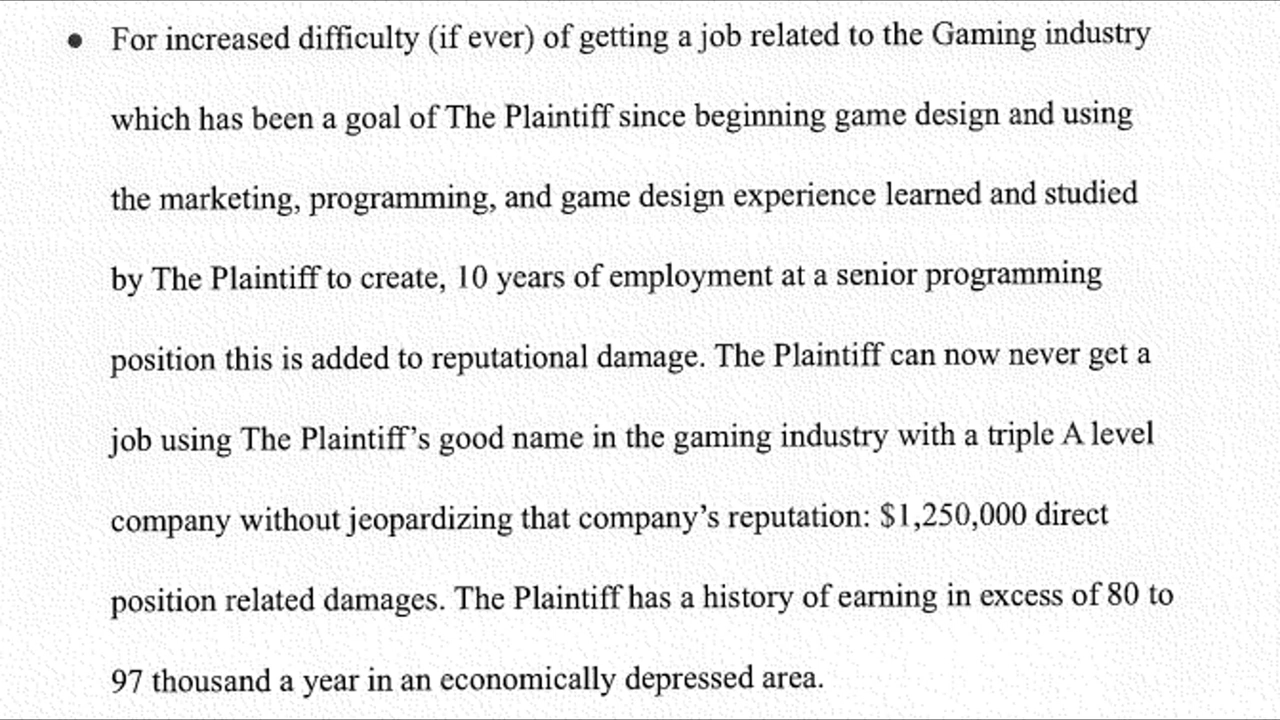 • For increased difficulty (if ever) of getting a job related to the Gaming industry
which has been a goal of The Plaintiff since beginning game design and using
the marketing, programming, and game design experience learned and studied
by The Plaintiff to create, 10 years of employment at a senior programming
position this is added to reputational damage. The Plaintiff can now never get a
job using The Plaintiff’s good name in the gaming industry with a triple A level
company without jeopardizing that company’s reputation: $1,250,000 direct
position related damages. The Plaintiff has a history of earning in excess of 80 to
97 thousand a year in an economically depressed area.